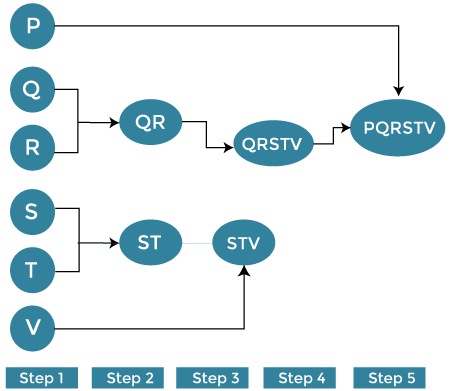 P
Q
R
QR
QRSTV
PQRSTV
S
T
ST
STV
V
Step 1
Step 2
Step 3
Step 4
Step 5